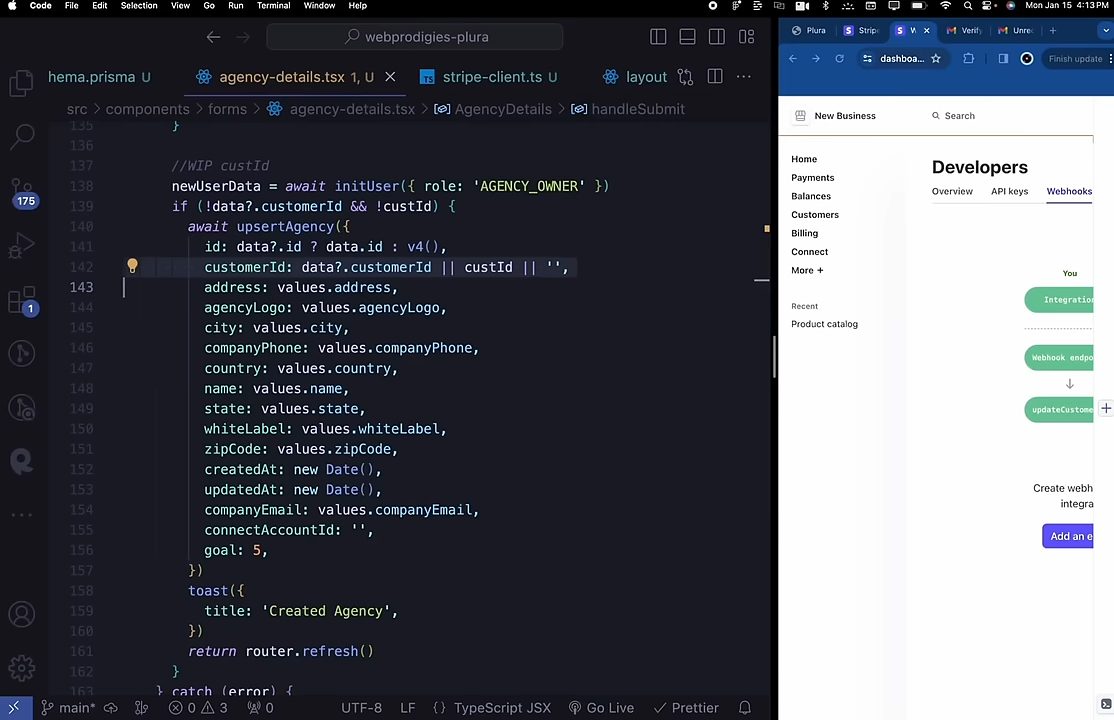 Code File Edit Selection View Go Run Terminal Window Help Mon Jan 15 4:13 PM
webprodigies-plura
hema.prisma U agency-details.tsx 1, U stripe-client.ts U layout
src > components > forms > agency-details.tsx > AgencyDetails > handleSubmit
135 }
136
137 //WIP custId
138 newUserData = await initUser({ role: 'AGENCY_OWNER' })
139 if (!data?.customerId && !custId) {
140 await upsertAgency({
141 id: data?.id ? data.id : v4(),
142 customerId: data?.customerId || custId || '',
143 address: values.address,
144 agencyLogo: values.agencyLogo,
145 city: values.city,
146 companyPhone: values.companyPhone,
147 country: values.country,
148 name: values.name,
149 state: values.state,
150 whiteLabel: values.whiteLabel,
151 zipCode: values.zipCode,
152 createdAt: new Date(),
153 updatedAt: new Date(),
154 companyEmail: values.companyEmail,
155 connectAccountId: '',
156 goal: 5,
157 })
158 toast({
159 title: 'Created Agency',
160 })
161 return router.refresh()
162 }
163 } catch (error) {
175
1
main* 0 3 0 UTF-8 LF {} TypeScript JSX Go Live Prettier
Plura Stripe W Verify Unre
dashboa... Finish update
New Business Search
Home
Payments
Balances
Customers
Billing
Connect
More +
Recent
Product catalog
Developers
Overview API keys Webhooks
You
Integration
Webhook endpo
updateCustome
Create webh
integra
Add an e